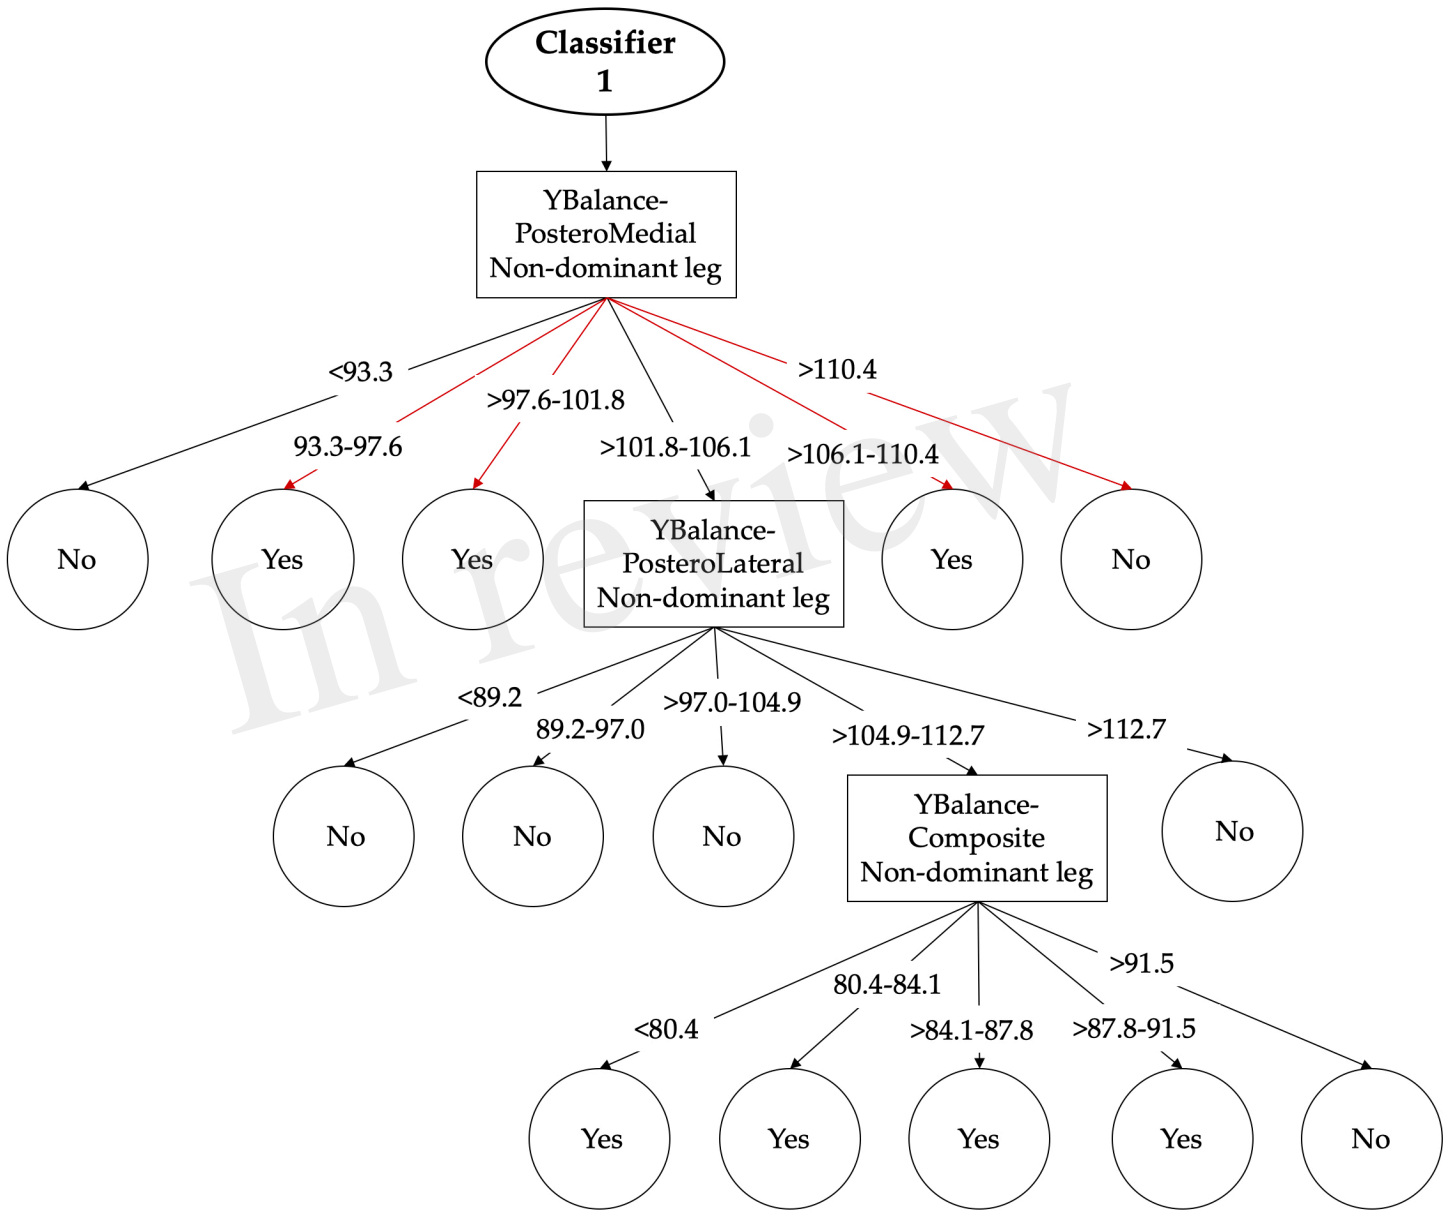 Classifier
1
YBalance-
PosteroMedial
Non-dominant leg
<93.3
93.3-97.6
>97.6-101.8
>101.8-106.1
>106.1-110.4
>110.4
No
Yes
Yes
YBalance-
PosteroLateral
Non-dominant leg
Yes
No
In review
<89.2
89.2-97.0
>97.0-104.9
>104.9-112.7
>112.7
No
No
No
YBalance-
Composite
Non-dominant leg
No
<80.4
80.4-84.1
>84.1-87.8
>87.8-91.5
>91.5
Yes
Yes
Yes
Yes
No